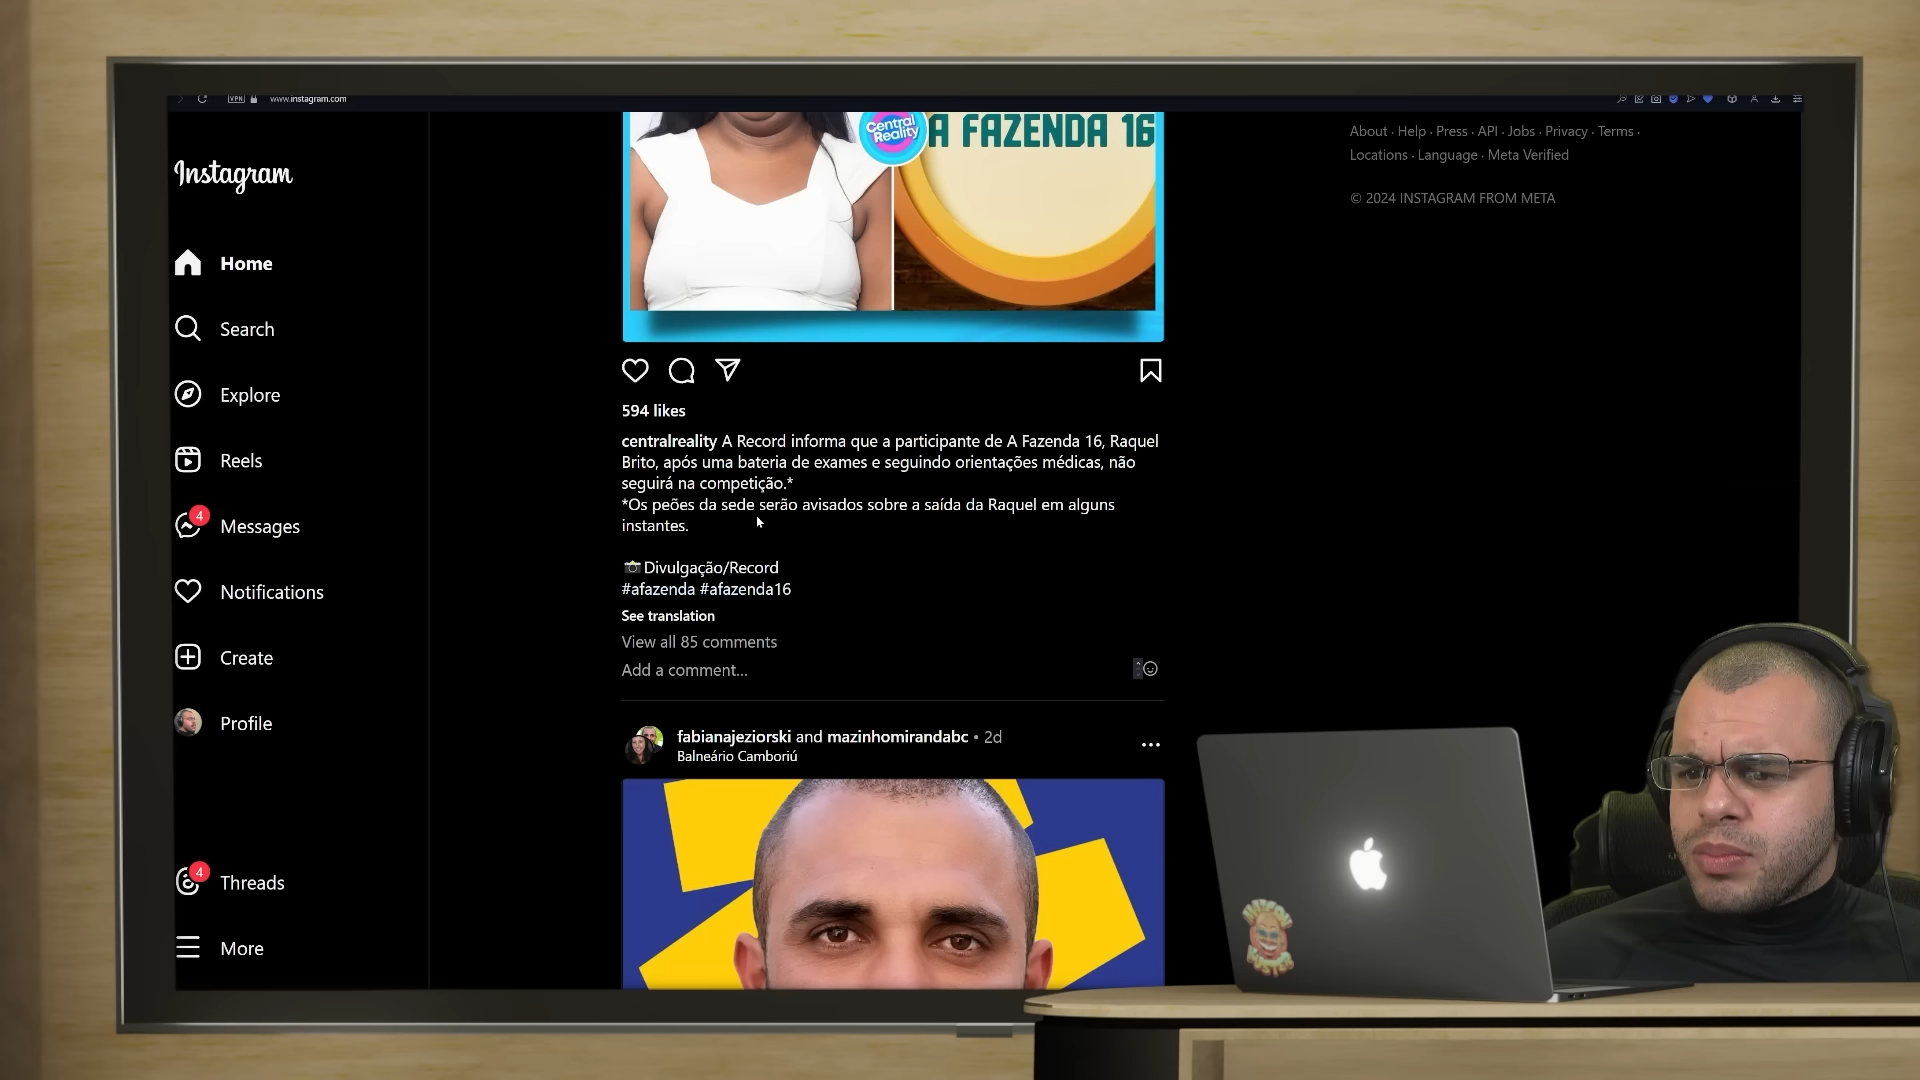 VPN www.instagram.com
Instagram
Home
Search
Explore
Reels
4
Messages
Notifications
Create
Profile
4
Threads
More
Central
Reality
A FAZENDA 16
594 likes
centralreality A Record informa que a participante de A Fazenda 16, Raquel
Brito, após uma bateria de exames e seguindo orientações médicas, não
seguirá na competição.*
*Os peões da sede serão avisados sobre a saída da Raquel em alguns
instantes.
Divulgação/Record
#afazenda #afazenda16
See translation
View all 85 comments
Add a comment...
fabianajeziorski and mazinhomirandabc • 2d
Balneário Camboriú
About · Help · Press · API · Jobs · Privacy · Terms ·
Locations · Language · Meta Verified
© 2024 INSTAGRAM FROM META